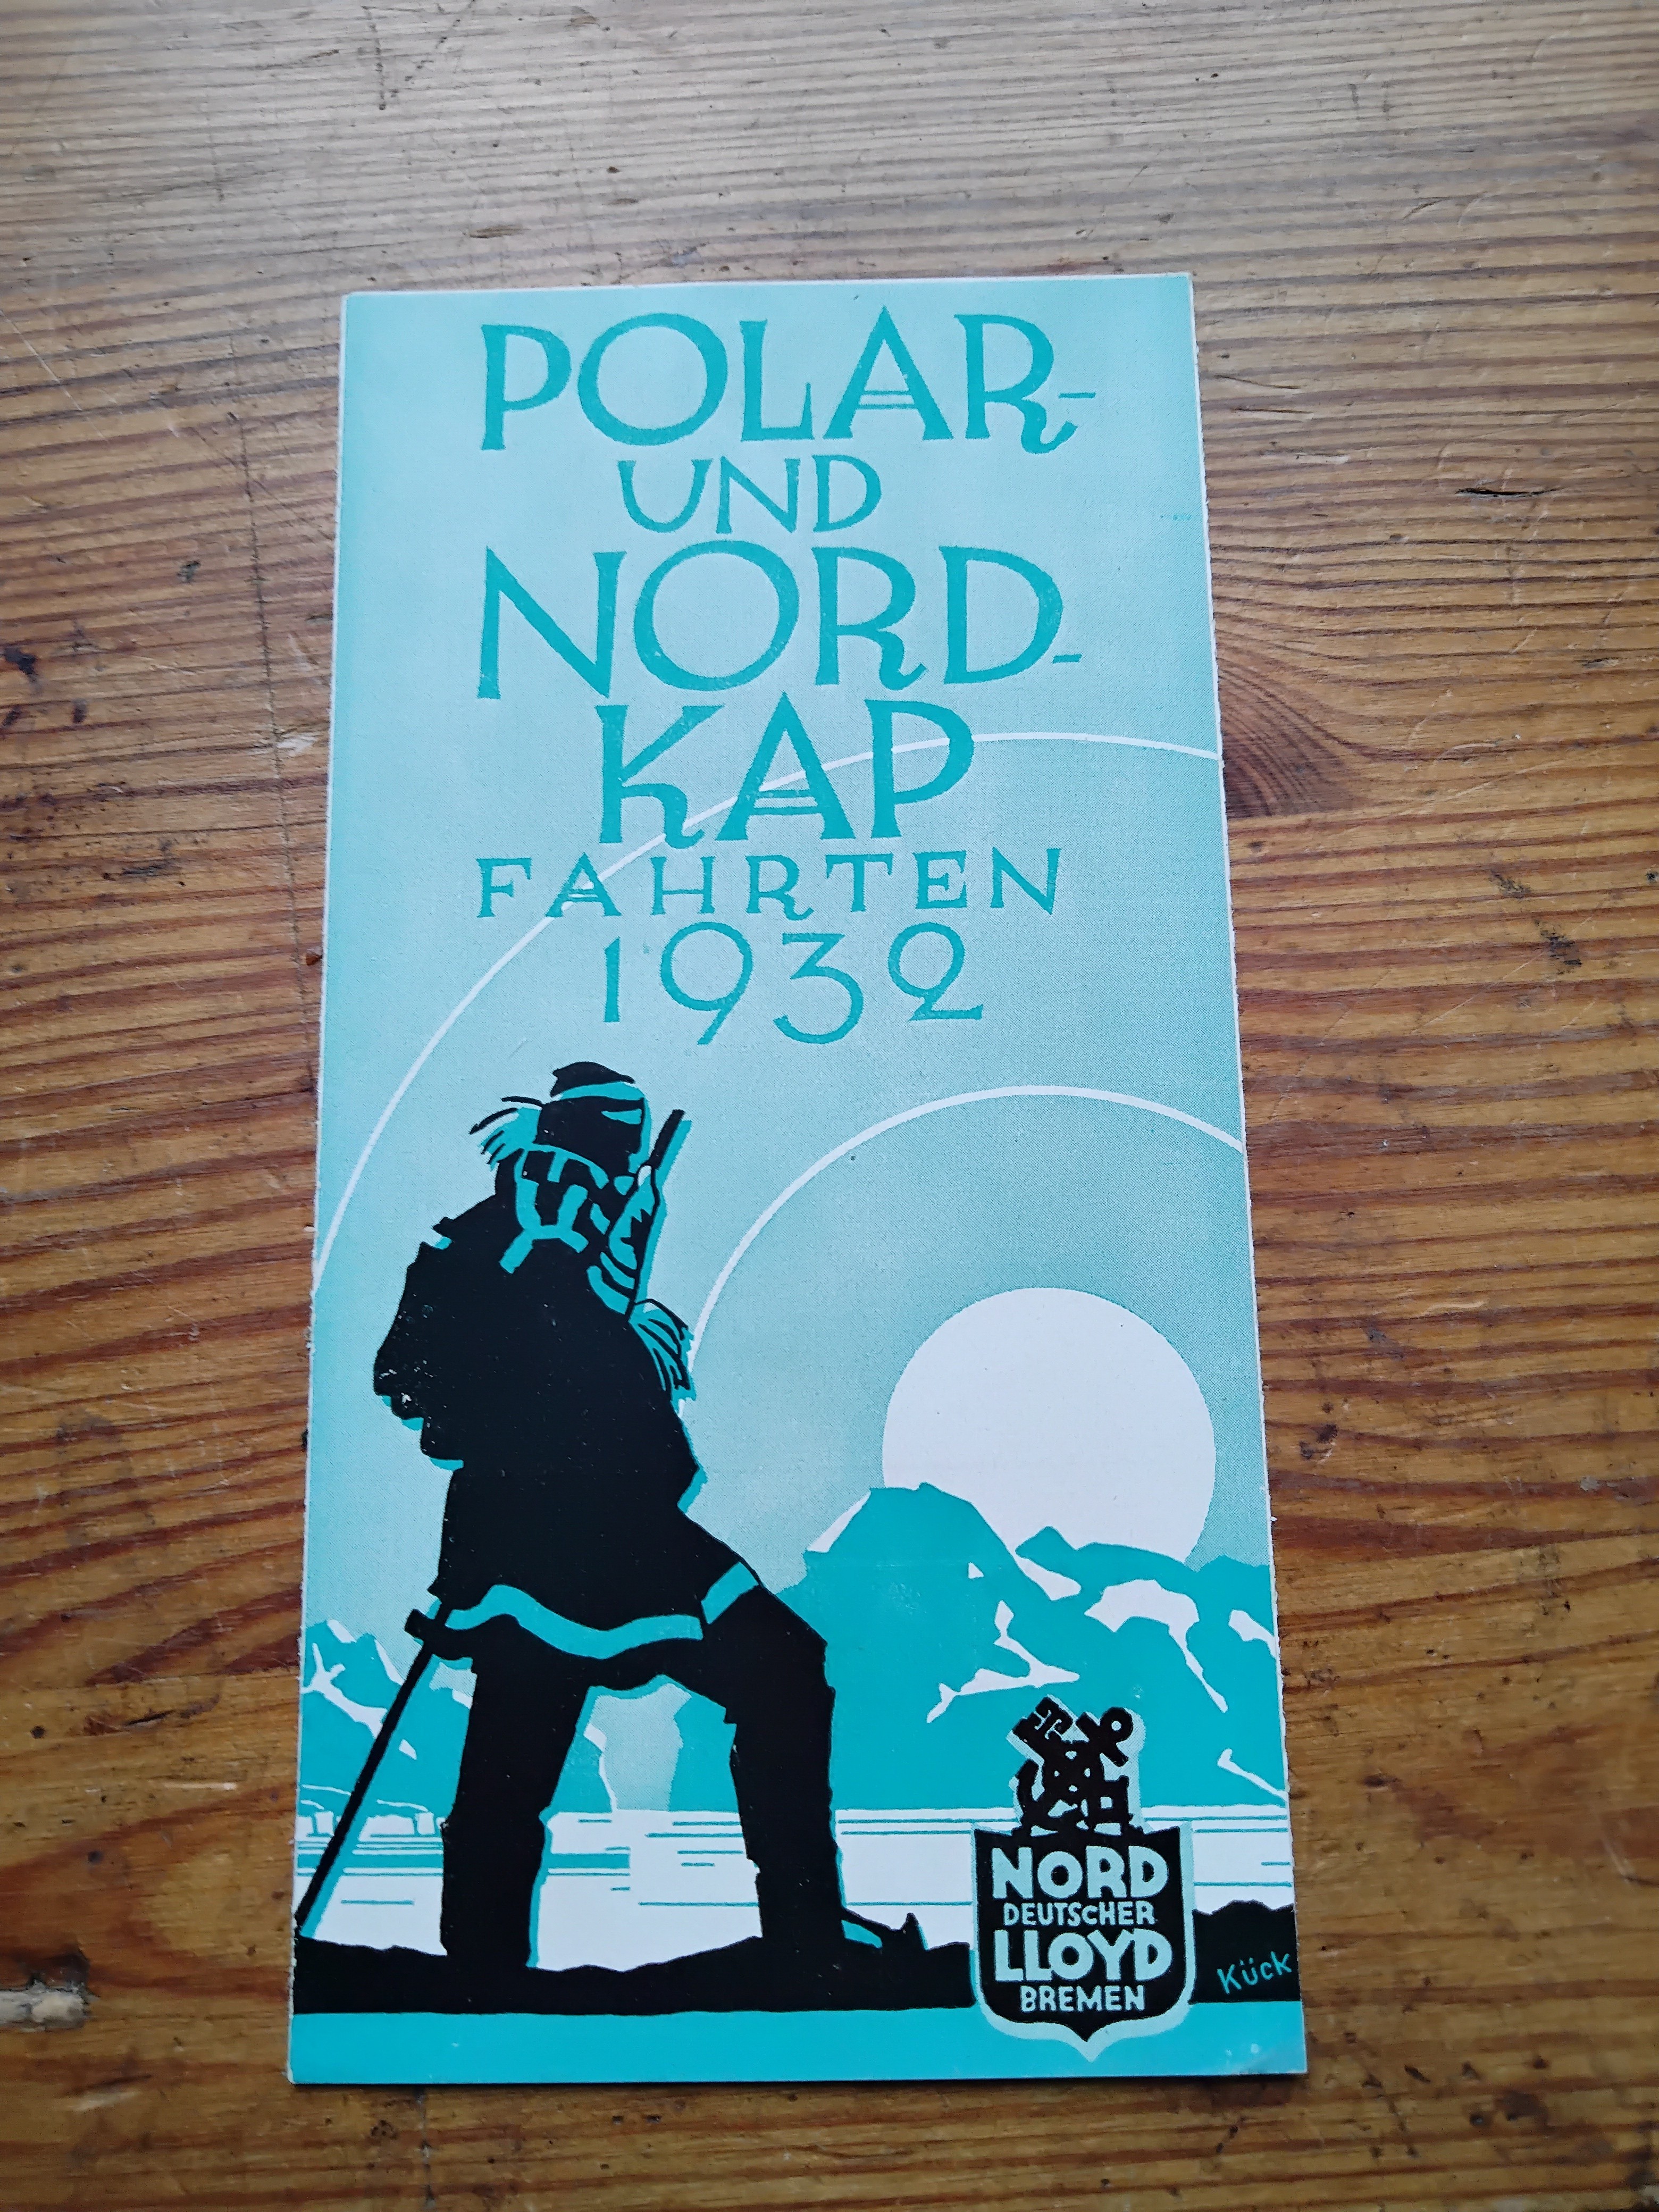 POLAR-
UND
NORD-
KAP
FAHRTEN
1932
NORD
DEUTSCHER
LLOYD
BREMEN
Kück